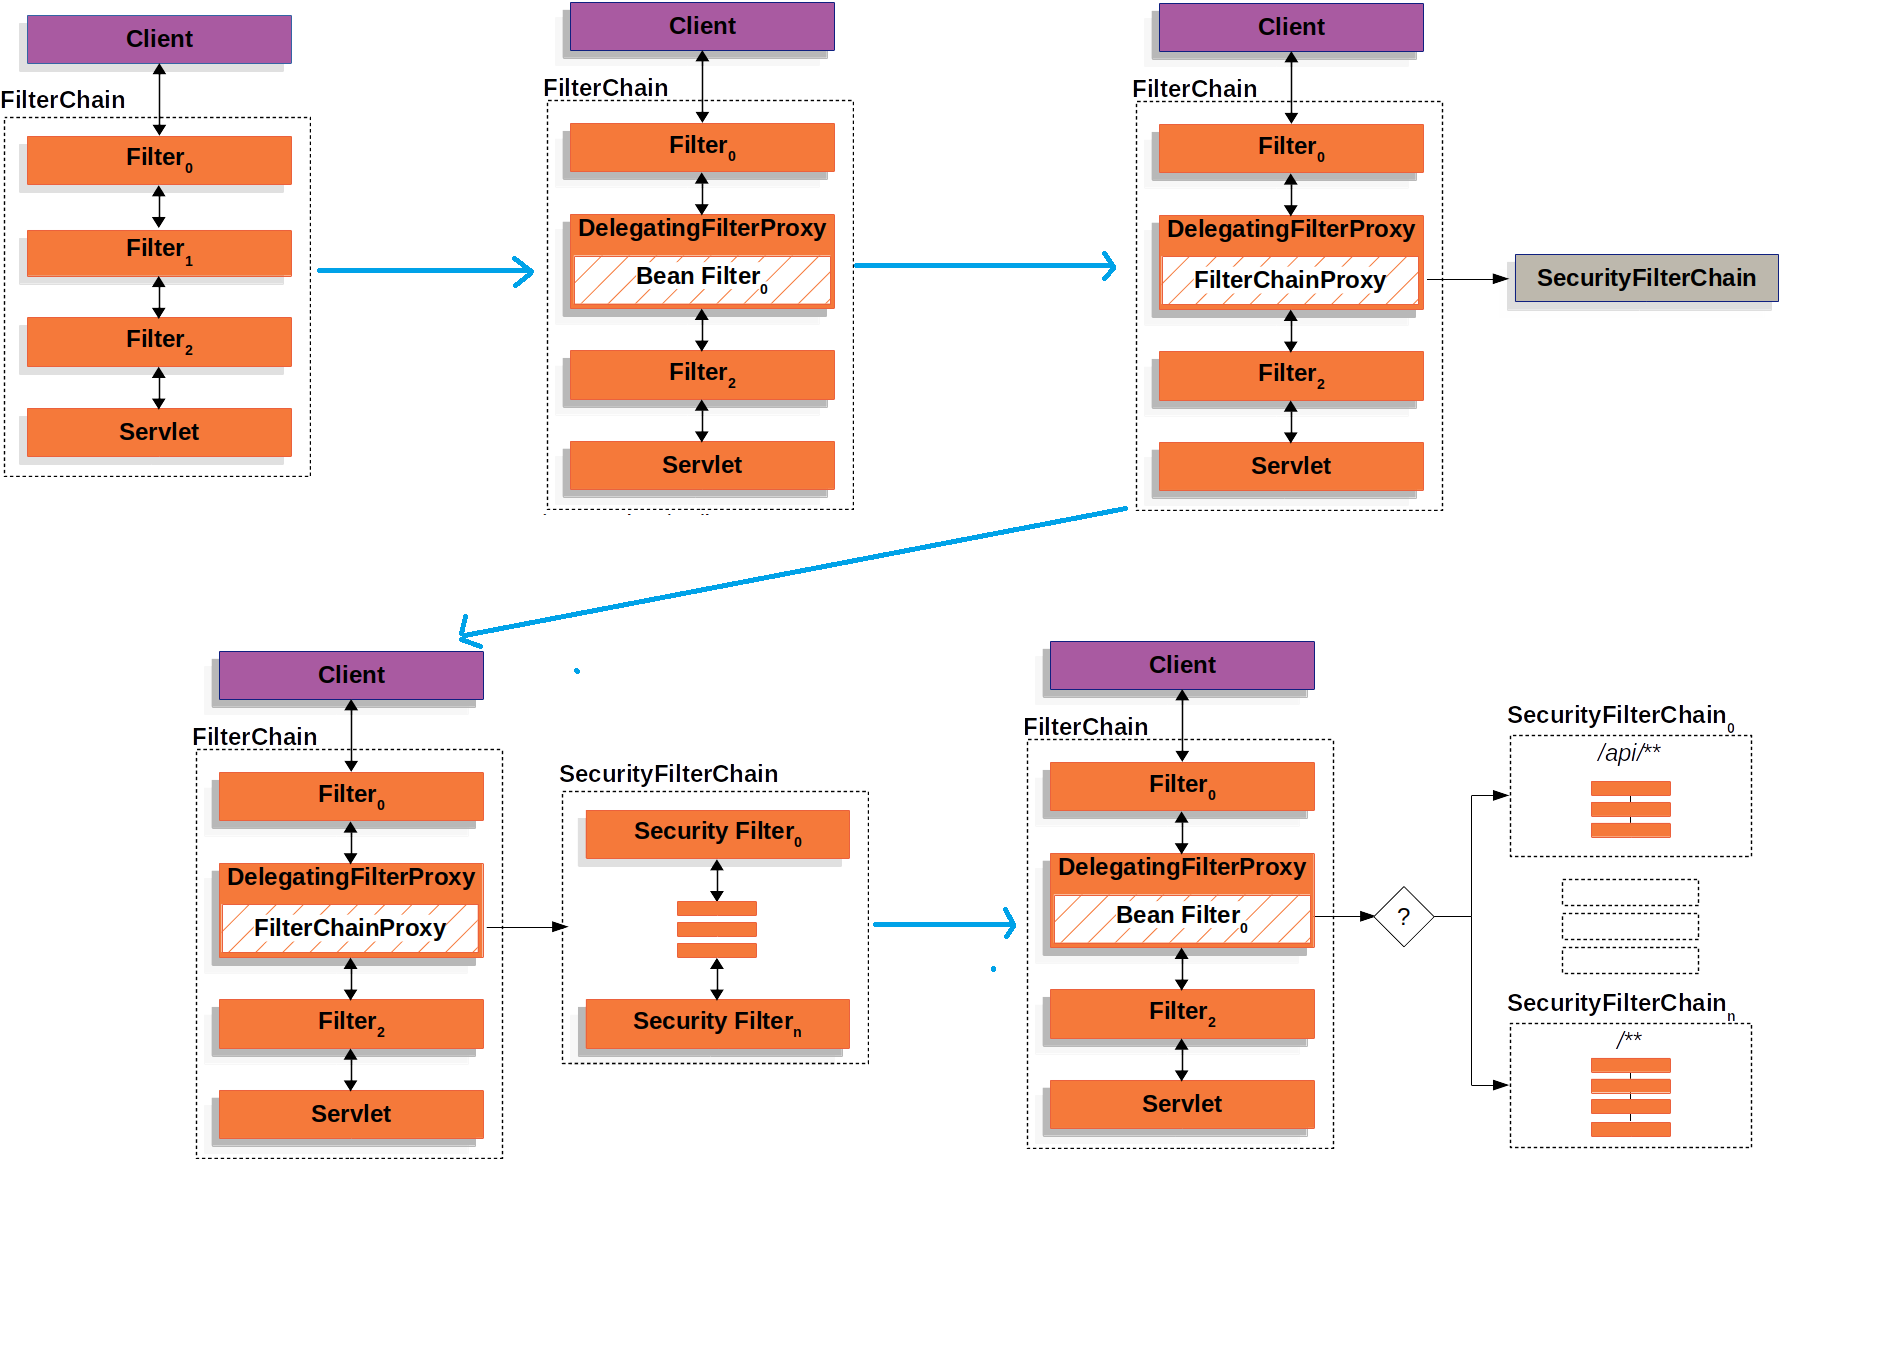 Client
FilterChain
Filter0
Filter1
Filter2
Servlet
Client
FilterChain
Filter0
DelegatingFilterProxy
Bean Filter0
Filter2
Servlet
Client
FilterChain
Filter0
DelegatingFilterProxy
FilterChainProxy
Filter2
Servlet
SecurityFilterChain
Client
FilterChain
Filter0
DelegatingFilterProxy
FilterChainProxy
Filter2
Servlet
SecurityFilterChain
Security Filter0
Security Filtern
Client
FilterChain
Filter0
DelegatingFilterProxy
Bean Filter0
Filter2
Servlet
?
SecurityFilterChain0
/api/**
SecurityFilterChainn
/**